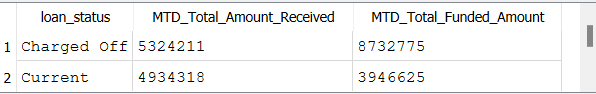 loan_status MTD_Total_Amount_Received MTD_Total_Funded_Amount
1 Charged Off 5324211 8732775
2 Current 4934318 3946625